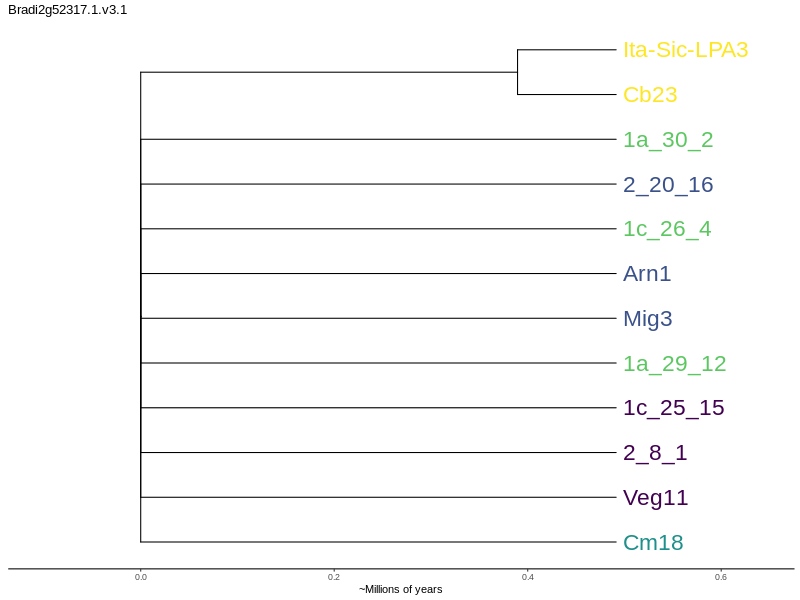 Bradi2g52317.1.v3.1
Ita-Sic-LPA3
Cb23
1a_30_2
2_20_16
1c_26_4
Arn1
Mig3
1a_29_12
1c_25_15
2_8_1
Veg11
Cm18
0.0 0.2 0.4 0.6
~Millions of years